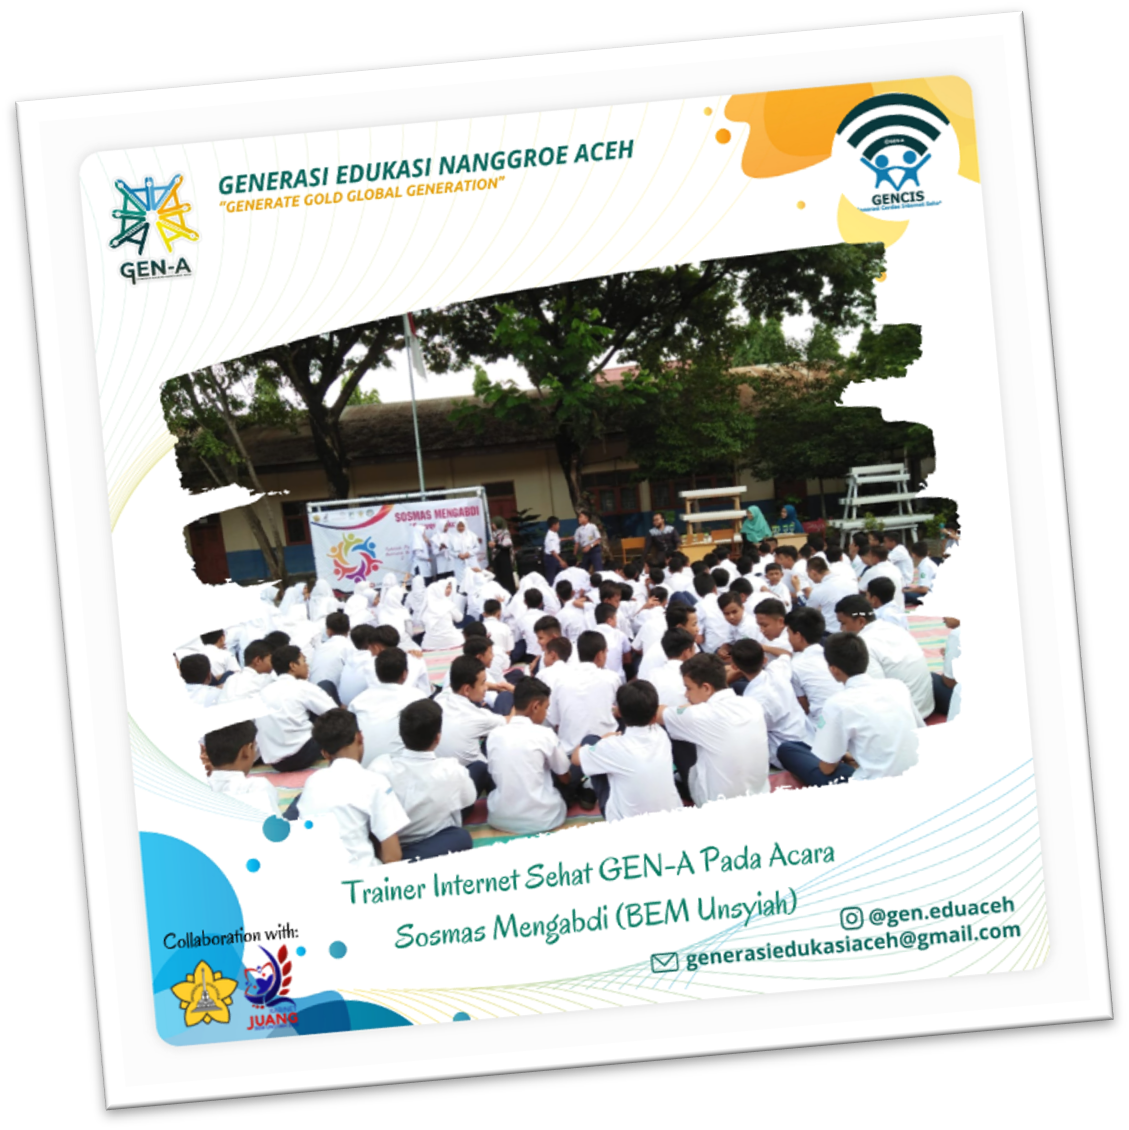 GENERASI EDUKASI NANGGROE ACEH
"GENERATE GOLD GLOBAL GENERATION"
GEN-A
GENCIS
SOSMAS MENGABDI
Trainer Internet Sehat GEN-A Pada Acara
Sosmas Mengabdi (BEM Unsyiah)
@gen.eduaceh
generasiedukasiaceh@gmail.com
Collaboration with:
JUANG